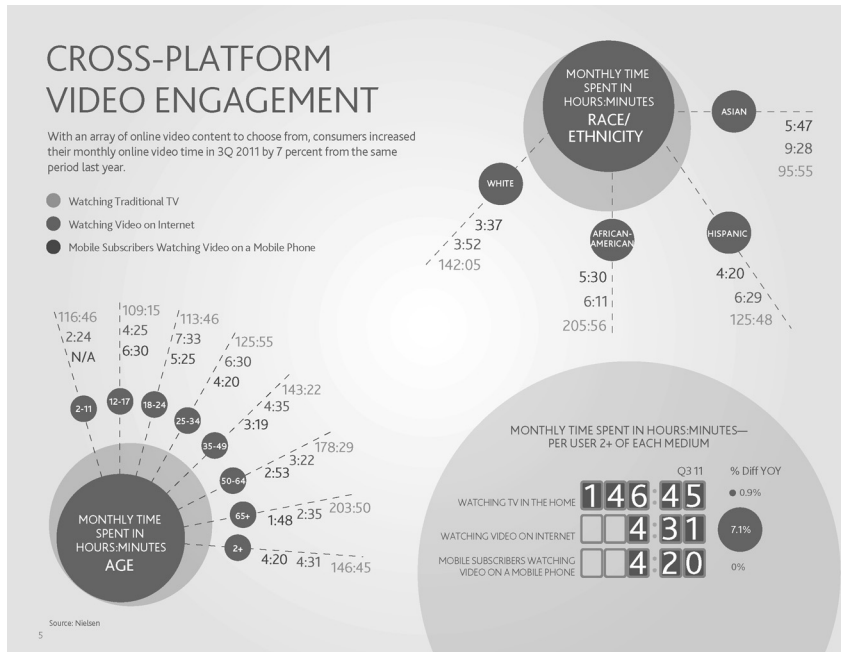 CROSS-PLATFORM
VIDEO ENGAGEMENT
With an array of online video content to choose from, consumers increased
their monthly online video time in 3Q 2011 by 7 percent from the same
period last year.
Watching Traditional TV
Watching Video on Internet
Mobile Subscribers Watching Video on a Mobile Phone
MONTHLY TIME
SPENT IN
HOURS:MINUTES
RACE/
ETHNICITY
WHITE
3:37
3:52
142:05
AFRICAN-
AMERICAN
5:30
6:11
205:56
HISPANIC
4:20
6:29
125:48
ASIAN
5:47
9:28
95:55
MONTHLY TIME
SPENT IN
HOURS:MINUTES
AGE
2-11
116:46
2:24
N/A
12-17
109:15
4:25
6:30
18-24
113:46
7:33
5:25
25-34
125:55
6:30
4:20
35-49
143:22
4:35
3:19
50-64
178:29
3:22
2:53
65+
1:48 2:35 203:50
2+
4:20 4:31 146:45
MONTHLY TIME SPENT IN HOURS:MINUTES—
PER USER 2+ OF EACH MEDIUM
Q3 11 % Diff YOY
WATCHING TV IN THE HOME 146:45 0.9%
WATCHING VIDEO ON INTERNET 4:31 7.1%
MOBILE SUBSCRIBERS WATCHING
VIDEO ON A MOBILE PHONE 4:20 0%
Source: Nielsen
5